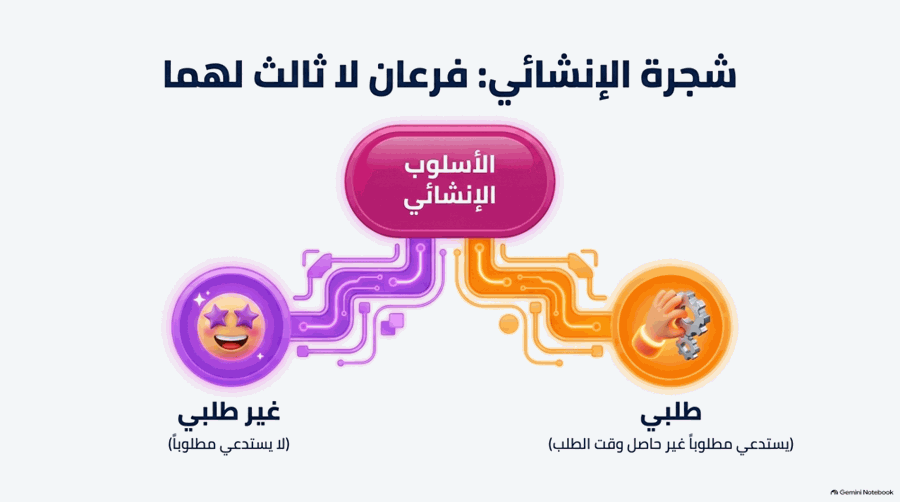 شجرة الإنشائي: فرعان لا ثالث لهما
الأسلوب
الإنشائي
طلبي
(يستدعي مطلوباً غير حاصل وقت الطلب)
غير طلبي
(لا يستدعي مطلوباً)
Gemini Notebook